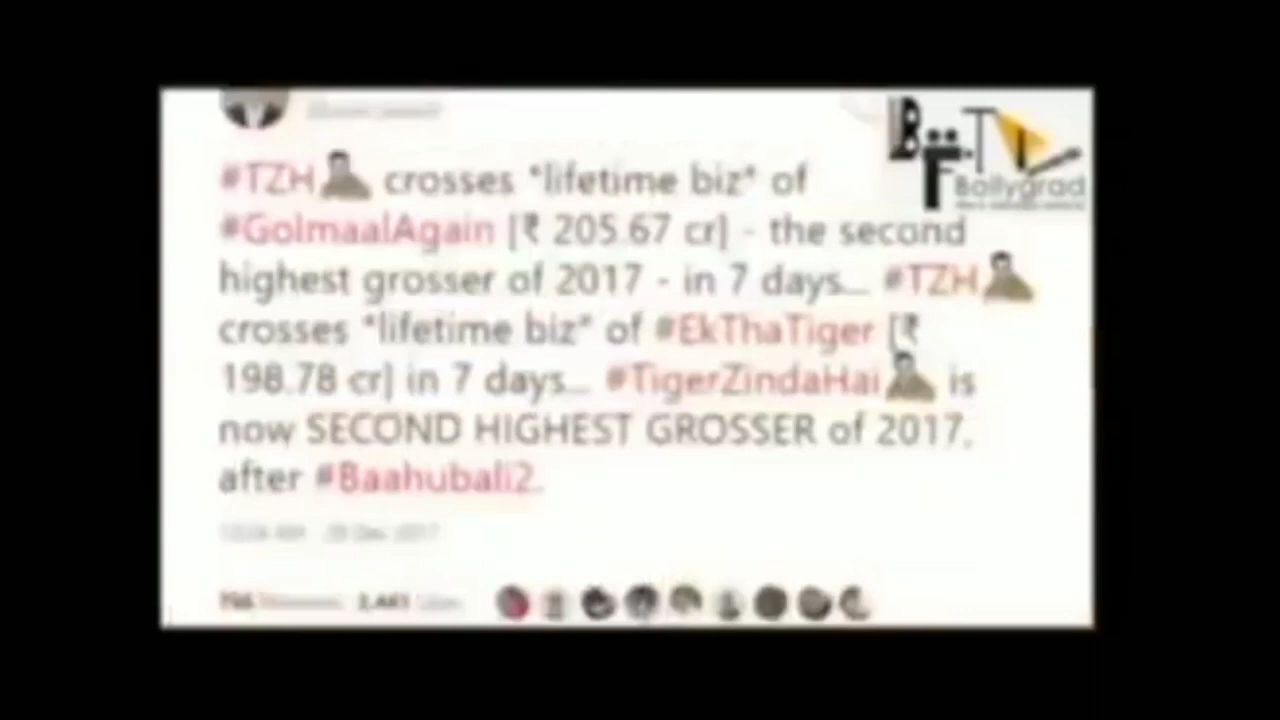 BFTV
Bollygrad
#TZH crosses *lifetime biz* of
#GolmaalAgain [₹ 205.67 cr] - the second
highest grosser of 2017 - in 7 days... #TZH
crosses *lifetime biz* of #EkThaTiger [₹
198.78 cr] in 7 days... #TigerZindaHai is
now SECOND HIGHEST GROSSER of 2017,
after #Baahubali2.